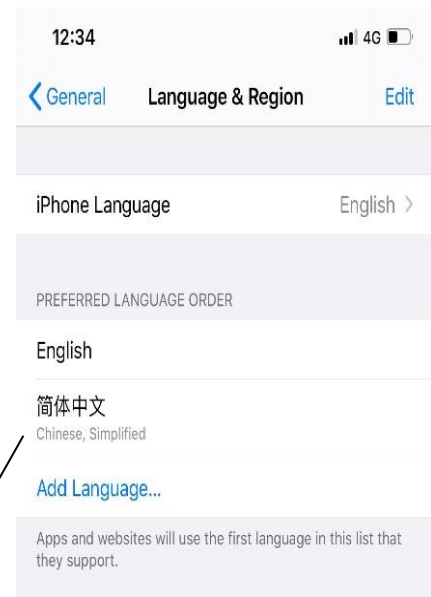 12:34
4G
General
Language & Region
Edit
iPhone Language
English
PREFERRED LANGUAGE ORDER
English
简体中文
Chinese, Simplified
Add Language...
Apps and websites will use the first language in this list that
they support.